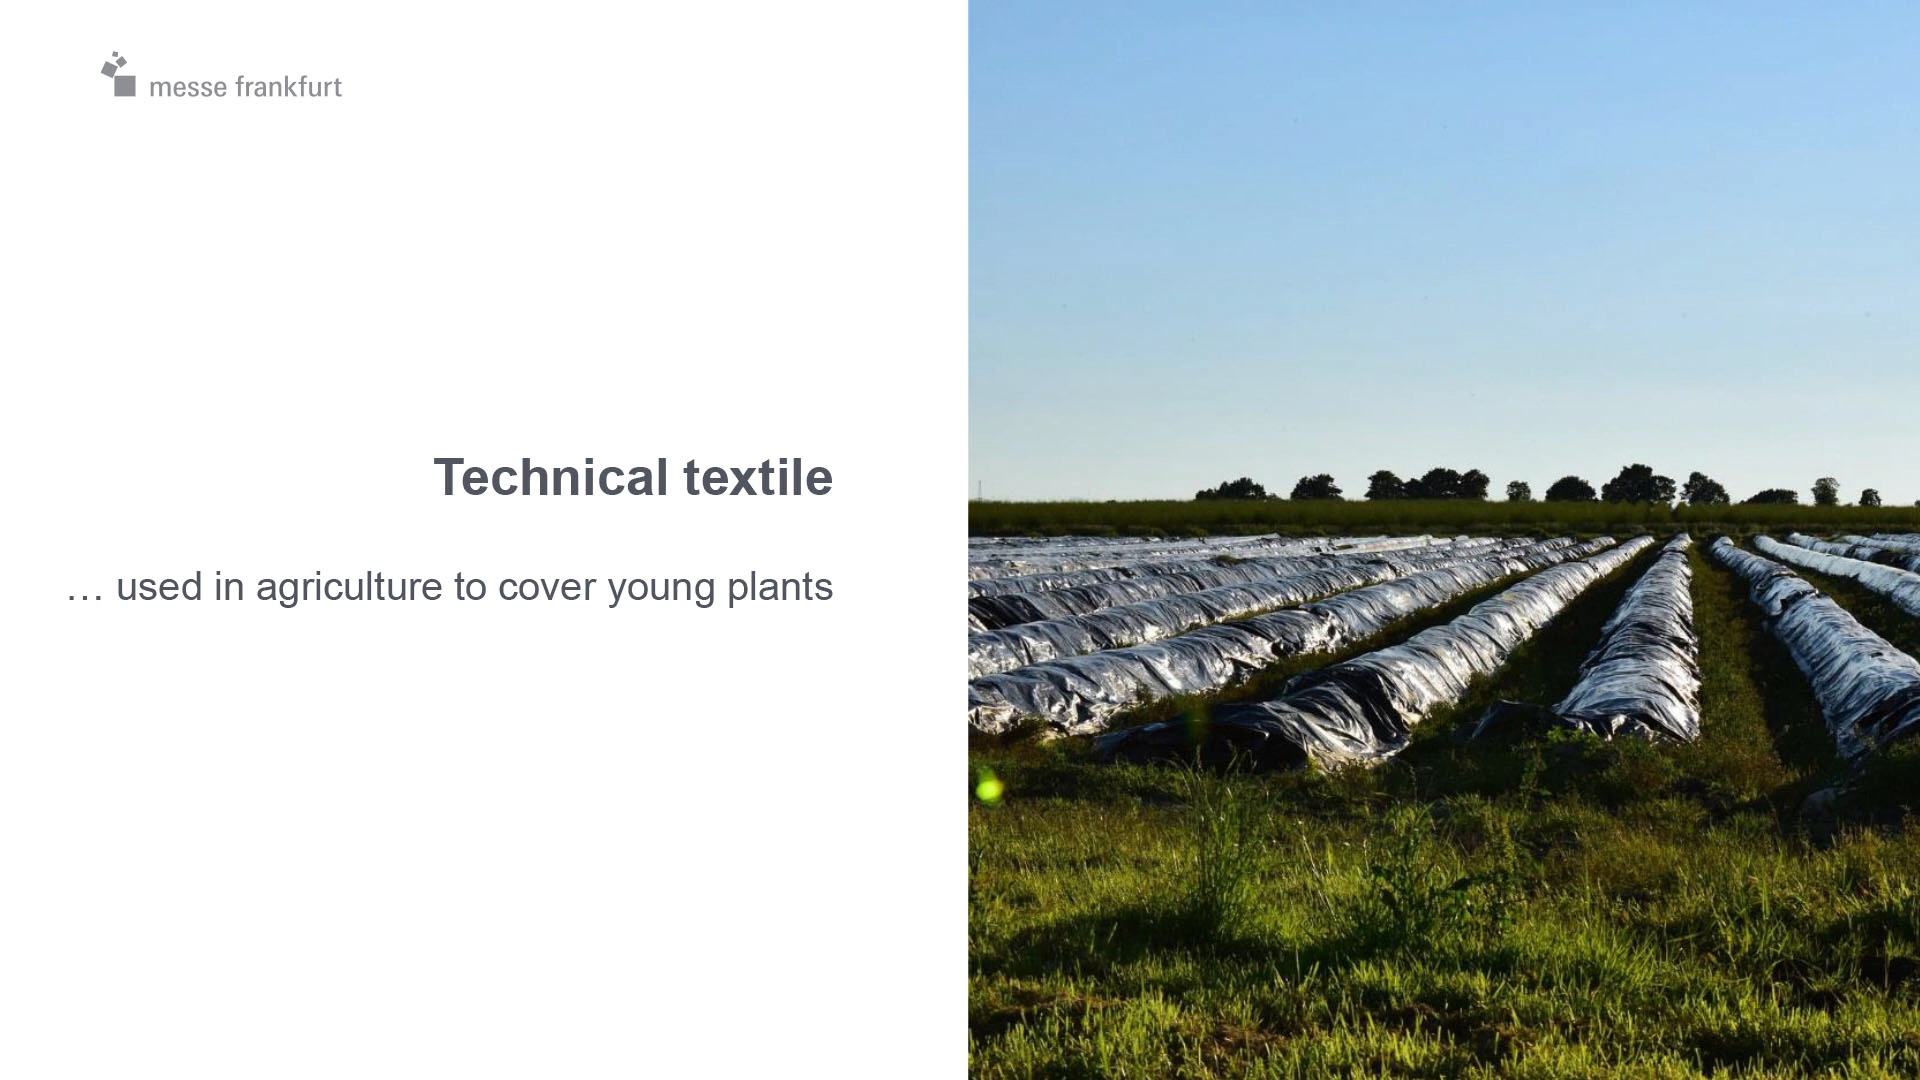 messe frankfurt
Technical textile
… used in agriculture to cover young plants